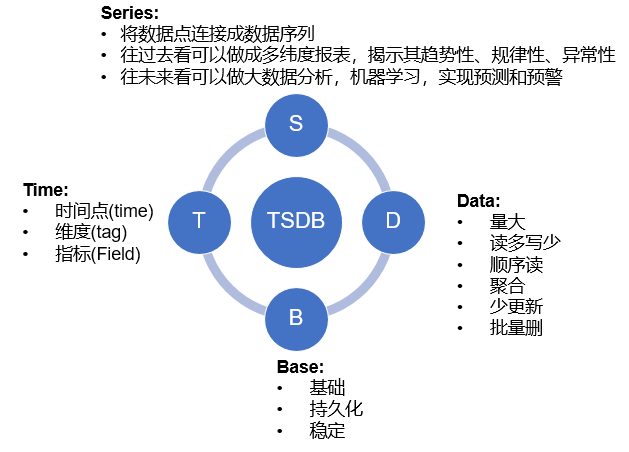 Series:
• 将数据点连接成数据序列
• 往过去看可以做成多纬度报表，揭示其趋势性、规律性、异常性
• 往未来看可以做大数据分析，机器学习，实现预测和预警
S
Time:
• 时间点(time)
• 维度(tag)
• 指标(Field)
T
TSDB
D
Data:
• 量大
• 读多写少
• 顺序读
• 聚合
• 少更新
• 批量删
B
Base:
• 基础
• 持久化
• 稳定